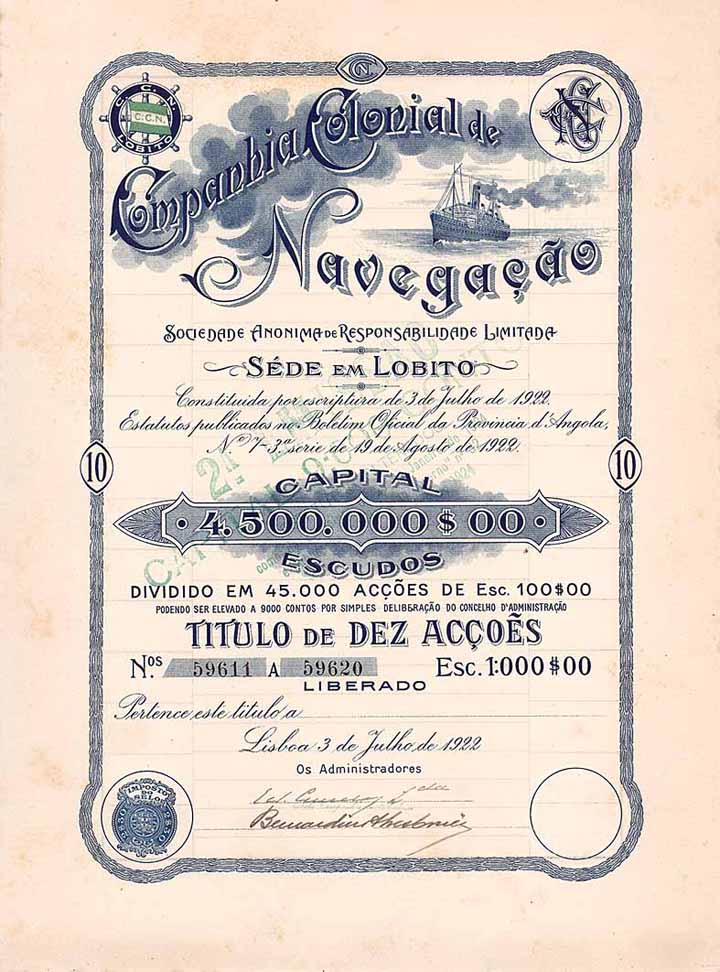 C.N.
C. C. N.
C.C.N.
LOBITO
CCN
Companhia Colonial de
Navegação
SOCIEDADE ANONIMA DE RESPONSABILIDADE LIMITADA
SÉDE EM LOBITO
Constituida por escriptura de 3 de Julho de 1922.
Estatutos publicados no Boletim Oficial da Provincia d'Angola,
N.º 7-3.ª serie de 19 de Agosto de 1922.
2.ª
10
10
CAPITAL
4.500.000$00
ESCUDOS
DIVIDIDO EM 45.000 ACÇÕES DE ESC. 100$00
PODENDO SER ELEVADO A 9000 CONTOS POR SIMPLES DELIBERAÇÃO DO CONCELHO D'ADMINISTRAÇÃO
TITULO DE DEZ ACÇOẼS
N.OS 59611 A 59620 ESC. 1:000$00
LIBERADO
Pertence este titulo a
Lisboa 3 de Julho de 1922
Os Administradores
IMPOSTO
DO
SELO